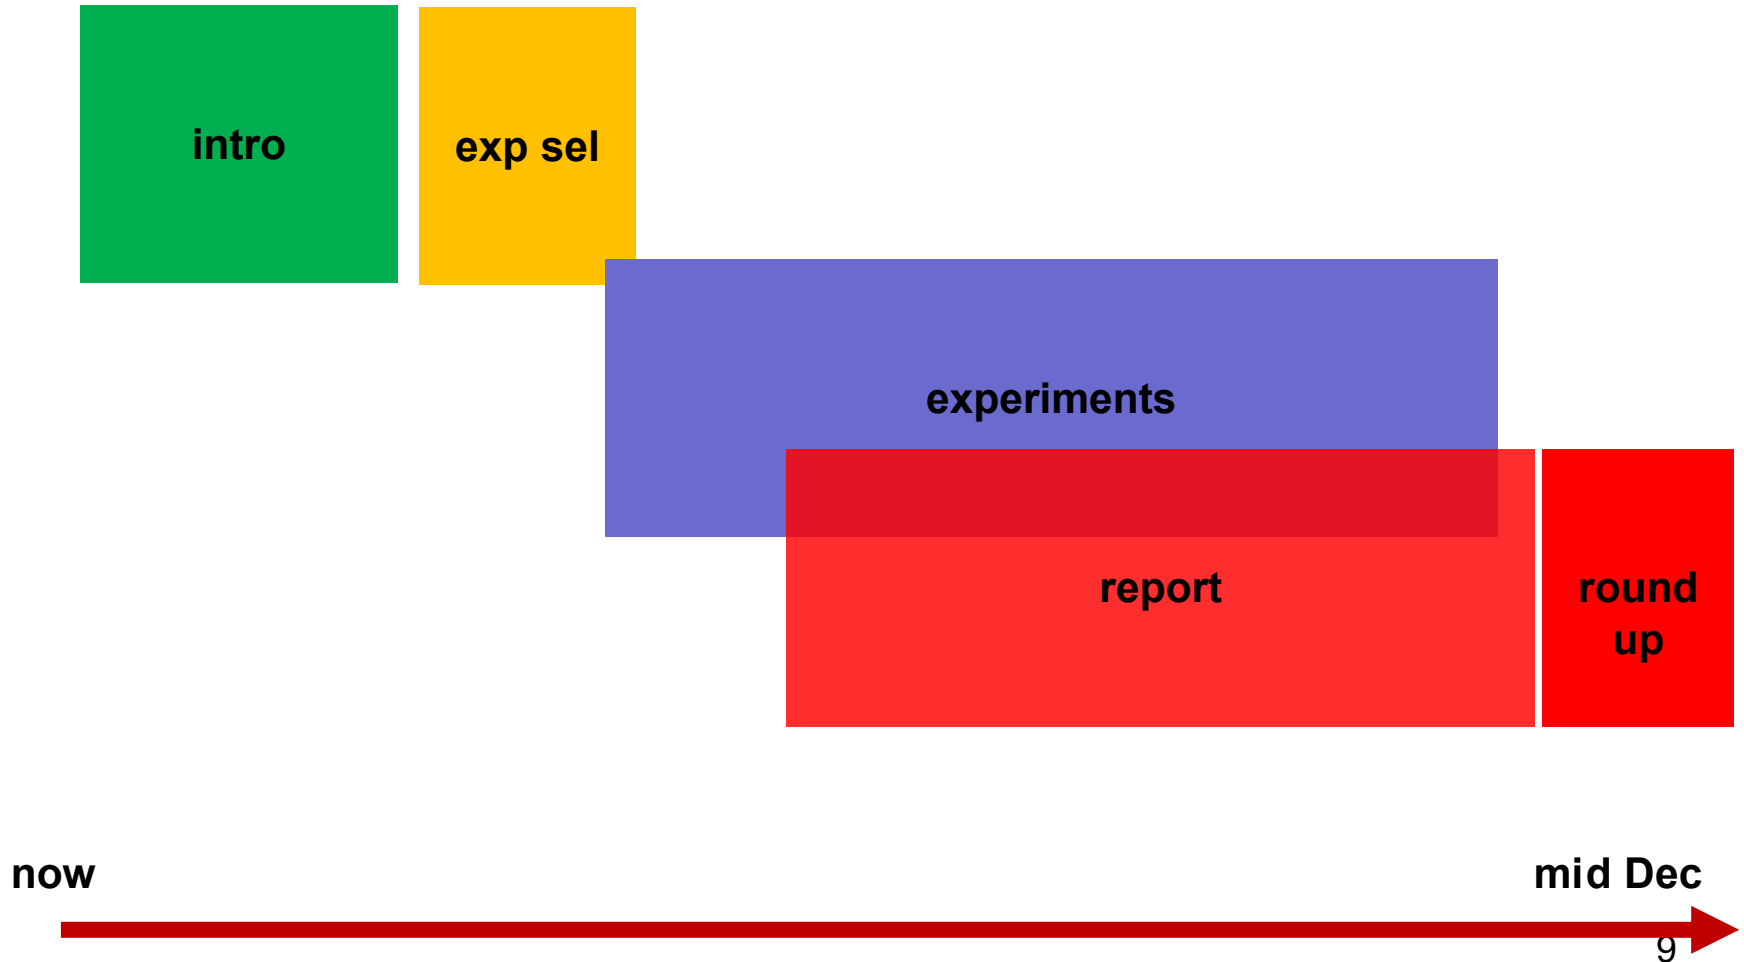 intro
exp sel
experiments
report
round
up
now
mid Dec
9